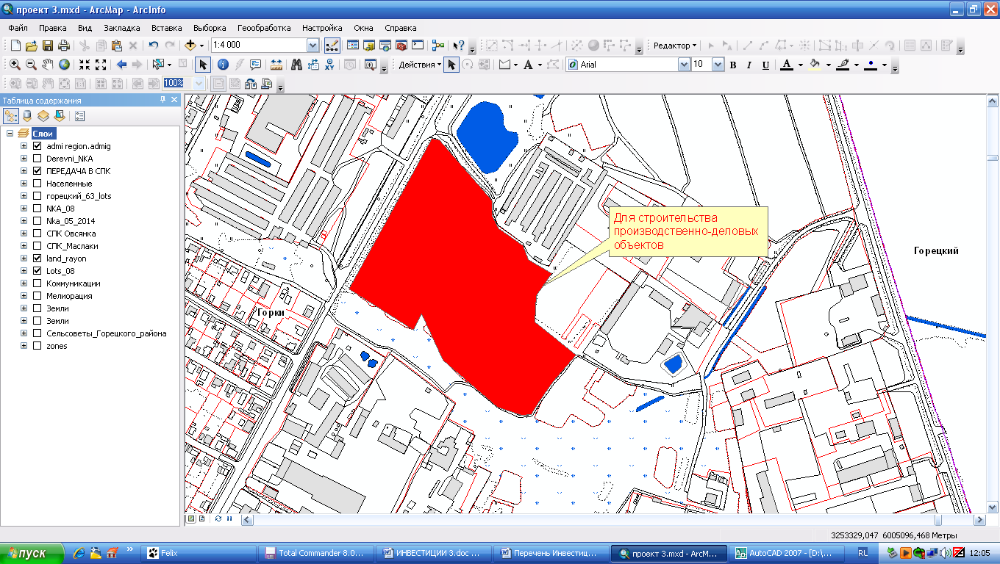 проект 3.mxd - ArcMap - ArcInfo
Файл Правка Вид Закладка Вставка Выборка Геообработка Настройка Окна Справка
1:4 000 Редактор
Действия A Arial 10 B I U A
100%
Таблица содержания
Слои
admi region.admig
Derevni_NKA
ПЕРЕДАЧА В СПК
Населенные
горецкий_63_lots
NKA_08
Nka_05_2014
СПК Овсянка
СПК_Маслаки
land_rayon
Lots_08
Коммуникации
Мелиорация
Земли
Земли
Сельсоветы_Горецкого_района
zones
Для строительства
производственно-деловых
объектов
Горецкий
Горки
3253329,047 6005096,468 Метры
пуск Felix Total Commander 8.0... ИНВЕСТИЦИИ 3.doc ... Перечень Инвестиц... проект 3.mxd - ArcM... AutoCAD 2007 - [D:\... RL 12:05